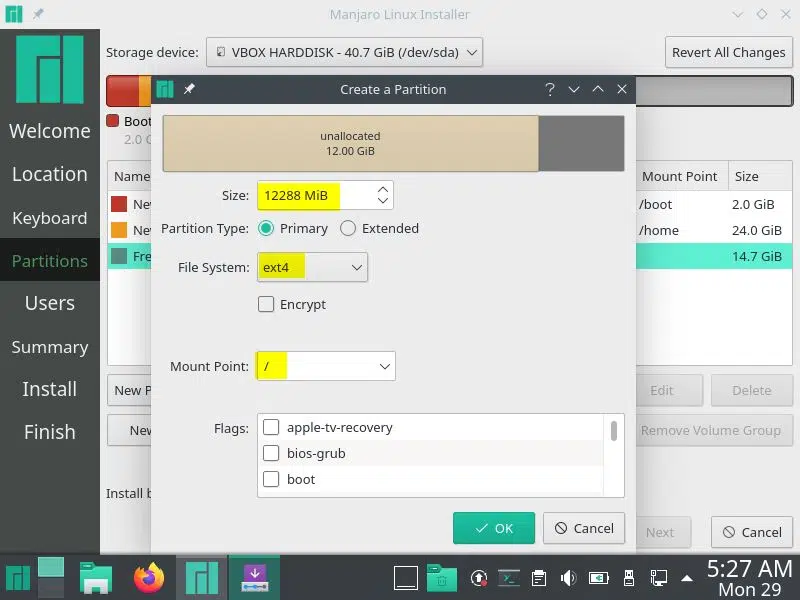 Manjaro Linux Installer
Storage device: VBOX HARDDISK - 40.7 GiB (/dev/sda) Revert All Changes
Create a Partition
Welcome
Location
Keyboard
Partitions
Users
Summary
Install
Finish
Boot
2.0 G
Name
Ne
Ne
Fre
New P
New
Install b
unallocated
12.00 GiB
Size: 12288 MiB
Partition Type: Primary Extended
File System: ext4
Encrypt
Mount Point: /
Flags: apple-tv-recovery
bios-grub
boot
OK Cancel
Mount Point Size
/boot 2.0 GiB
/home 24.0 GiB
14.7 GiB
Edit Delete
Remove Volume Group
Next Cancel
5:27 AM
Mon 29